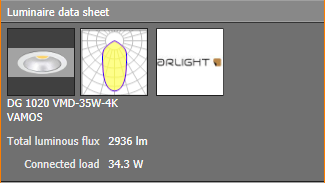 Luminaire data sheet
ARLIGHT
DG 1020 VMD-35W-4K
VAMOS
Total luminous flux 2936 lm
Connected load 34.3 W